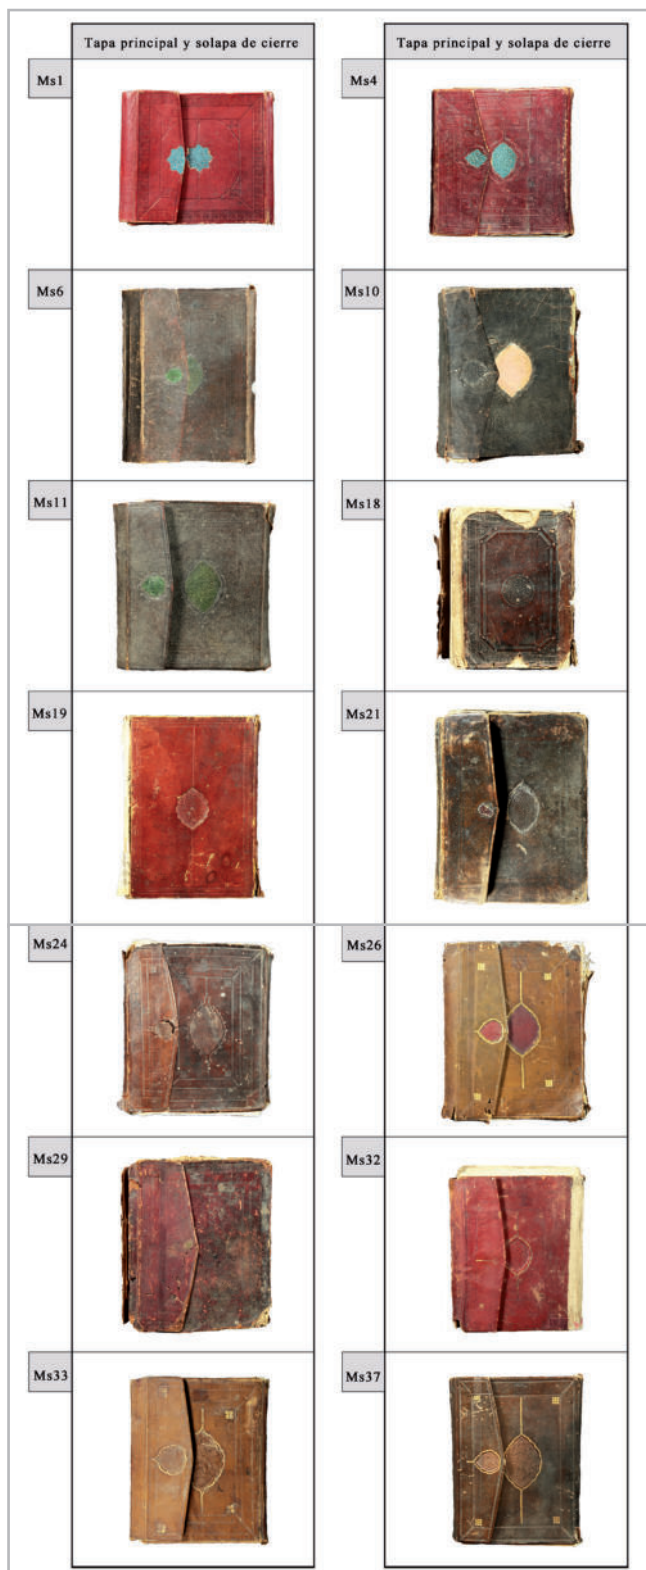 Tapa principal y solapa de cierre
Tapa principal y solapa de cierre
Ms1
Ms4
Ms6
Ms10
Ms11
Ms18
Ms19
Ms21
Ms24
Ms26
Ms29
Ms32
Ms33
Ms37